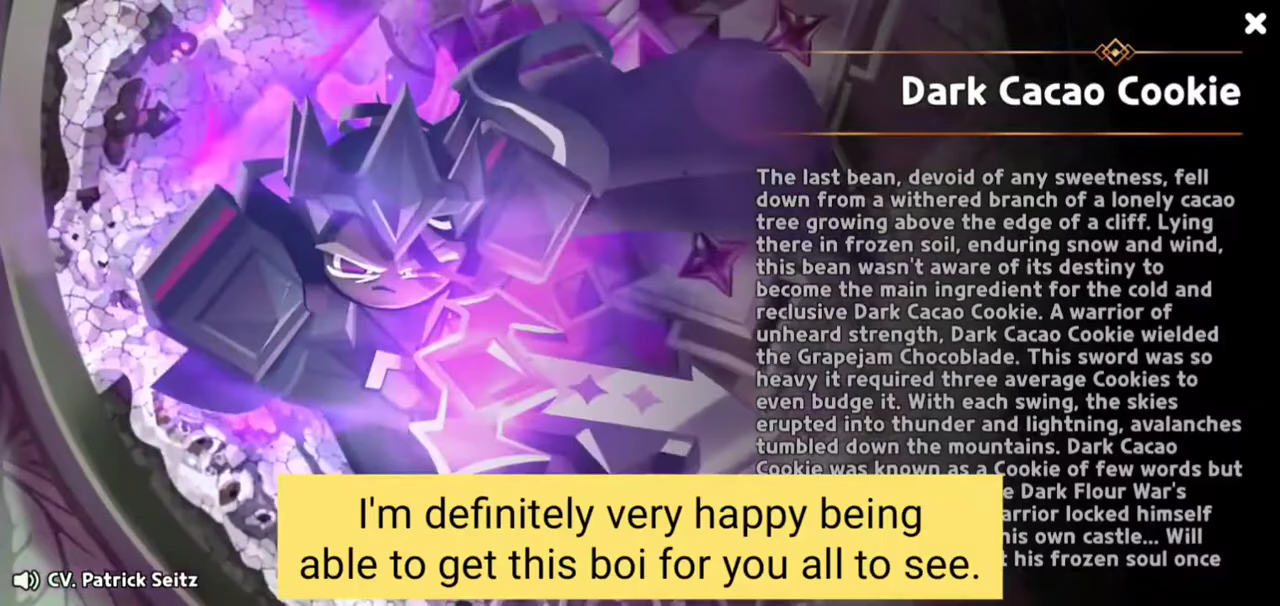 Dark Cacao Cookie
The last bean, devoid of any sweetness, fell
down from a withered branch of a lonely cacao
tree growing above the edge of a cliff. Lying
there in frozen soil, enduring snow and wind,
this bean wasn't aware of its destiny to
become the main ingredient for the cold and
reclusive Dark Cacao Cookie. A warrior of
unheard strength, Dark Cacao Cookie wielded
the Grapejam Chocoblade. This sword was so
heavy it required three average Cookies to
even budge it. With each swing, the skies
erupted into thunder and lightning, avalanches
tumbled down the mountains. Dark Cacao
Cookie was known as a Cookie of few words but
Dark Flour War's
locked himself
his own castle... Will
his frozen soul once
I'm definitely very happy being
able to get this boi for you all to see.
CV. Patrick Seitz